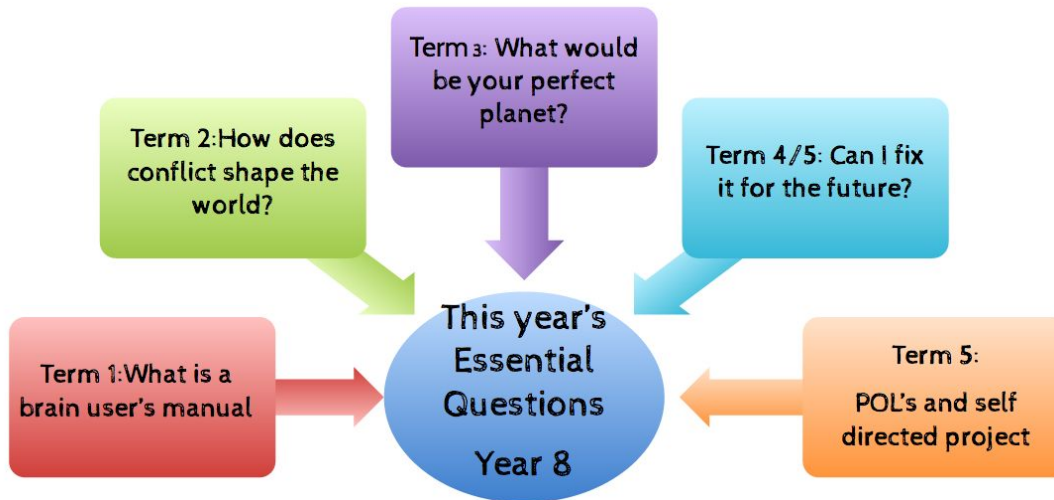 Term 1:What is a
brain user's manual
Term 2:How does
conflict shape the
world?
Term 3: What would
be your perfect
planet?
Term 4/5: Can I fix
it for the future?
Term 5:
POL's and self
directed project
This year's
Essential
Questions
Year 8